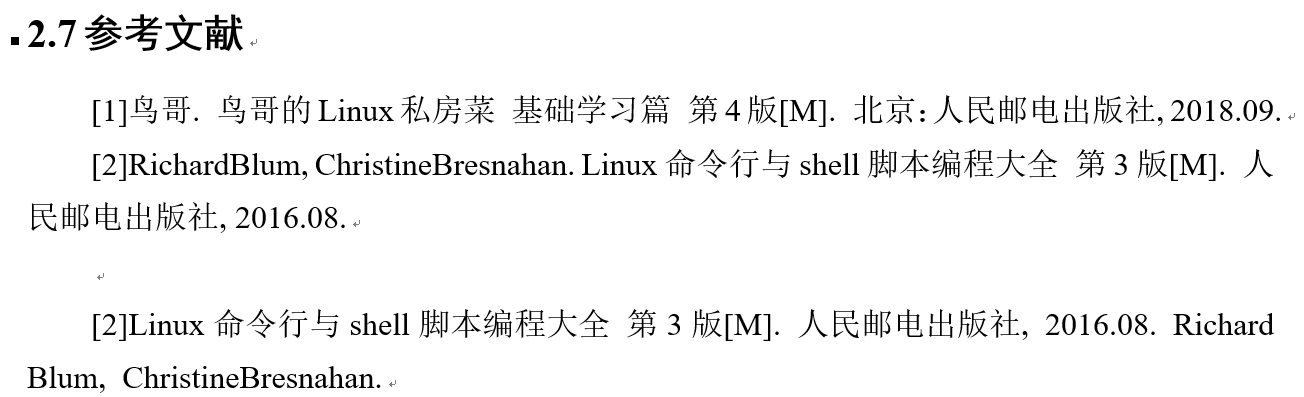 2.7 参考文献
[1]鸟哥. 鸟哥的 Linux 私房菜 基础学习篇 第 4 版[M]. 北京: 人民邮电出版社, 2018.09.
[2]RichardBlum, ChristineBresnahan. Linux 命令行与 shell 脚本编程大全 第 3 版[M]. 人
民邮电出版社, 2016.08.
[2]Linux 命令行与 shell 脚本编程大全 第 3 版[M]. 人民邮电出版社, 2016.08. Richard
Blum, ChristineBresnahan.